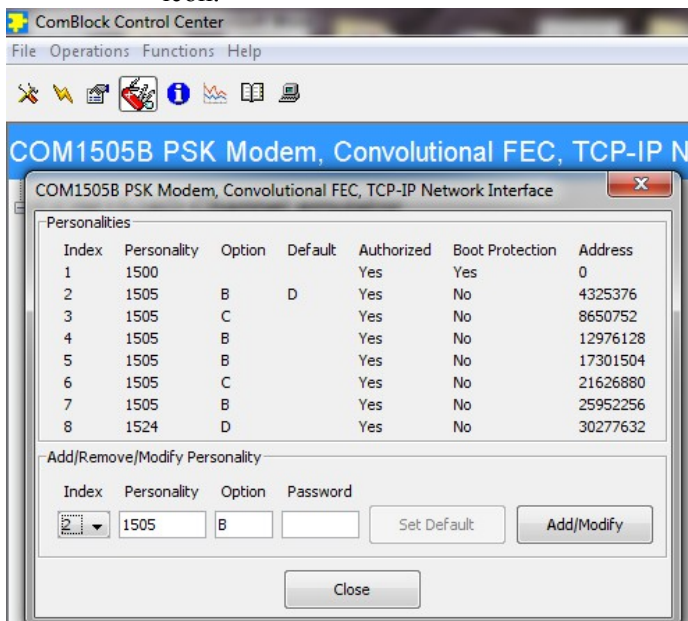 ComBlock Control Center
File Operations Functions Help
COM1505B PSK Modem, Convolutional FEC, TCP-IP N
COM1505B PSK Modem, Convolutional FEC, TCP-IP Network Interface
Personalities
Index Personality Option Default Authorized Boot Protection Address
1 1500 Yes Yes 0
2 1505 B D Yes No 4325376
3 1505 C Yes No 8650752
4 1505 B Yes No 12976128
5 1505 B Yes No 17301504
6 1505 C Yes No 21626880
7 1505 B Yes No 25952256
8 1524 D Yes No 30277632
Add/Remove/Modify Personality
Index Personality Option Password
2 1505 B Set Default Add/Modify
Close